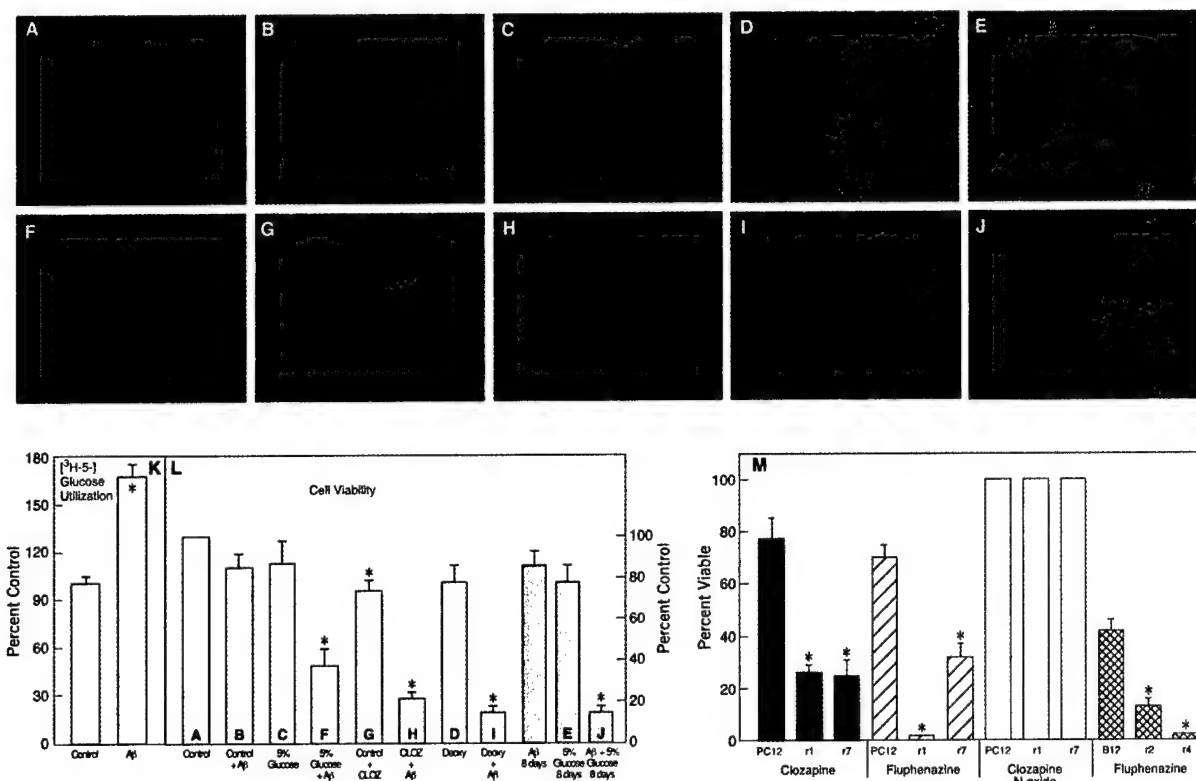 A
B
C
D
E
F
G
H
I
J
180
150
120
90
60
30
0
Percent Control
[³H-5-]
Glucose
Utilization
K
*
Control
Aβ
L
Cell Viability
A
B
C
*
F
*
G
*
H
D
*
I
E
*
J
Control
Control
+ Aβ
5%
Glucose
+ Aβ
Control
+
CLOZ
CLOZ
+
Aβ
Deoxy
Deoxy
+
Aβ
Aβ
8 days
Glucose
8 days
Aβ + 5%
Glucose
8 days
100
80
60
40
20
0
Percent Control
M
100
80
60
40
20
0
Percent Viable
*
*
*
*
*
*
PC12 r1 r7
Clozapine
PC12 r1 r7
Fluphenazine
PC12 r1 r7
Clozapine
N-oxide
B12 r2 r4
Fluphenazine